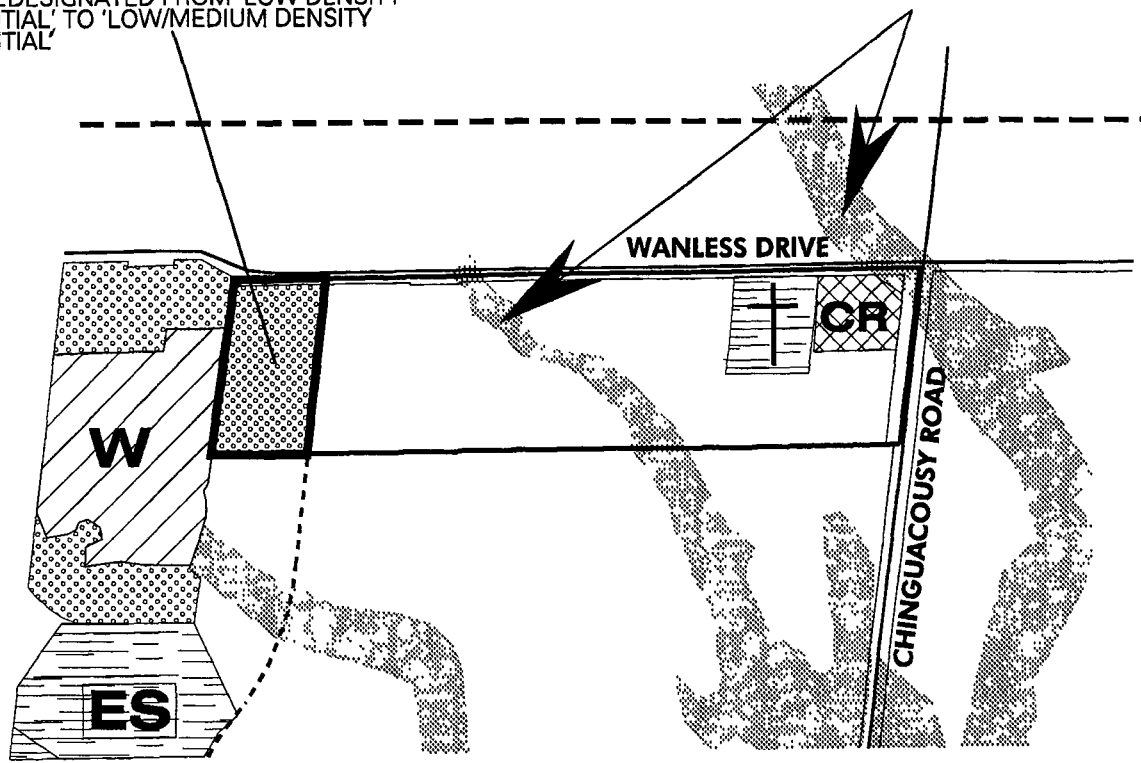 TIAL' TO 'LOW/MEDIUM DENSITY
TIAL'
WANLESS DRIVE
CR
W
CHINGUACOUSY ROAD
ES